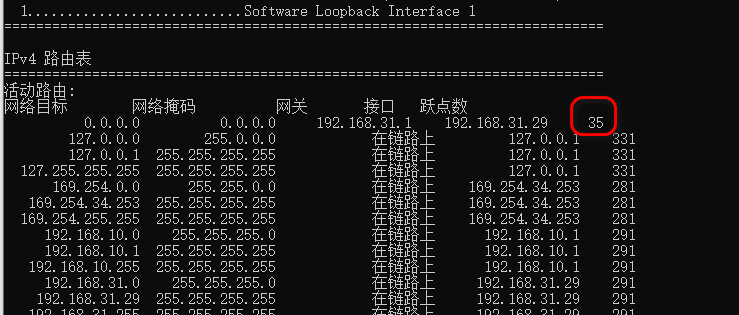 1...........................Software Loopback Interface 1
===========================================================================
IPv4 路由表
===========================================================================
活动路由:
网络目标 网络掩码 网关 接口 跃点数
0.0.0.0 0.0.0.0 192.168.31.1 192.168.31.29 35
127.0.0.0 255.0.0.0 在链路上 127.0.0.1 331
127.0.0.1 255.255.255.255 在链路上 127.0.0.1 331
127.255.255.255 255.255.255.255 在链路上 127.0.0.1 331
169.254.0.0 255.255.0.0 在链路上 169.254.34.253 281
169.254.34.253 255.255.255.255 在链路上 169.254.34.253 281
169.254.255.255 255.255.255.255 在链路上 169.254.34.253 281
192.168.10.0 255.255.255.0 在链路上 192.168.10.1 291
192.168.10.1 255.255.255.255 在链路上 192.168.10.1 291
192.168.10.255 255.255.255.255 在链路上 192.168.10.1 291
192.168.31.0 255.255.255.0 在链路上 192.168.31.29 291
192.168.31.29 255.255.255.255 在链路上 192.168.31.29 291
192.168.31.255 255.255.255.255 在链路上 192.168.31.29 291